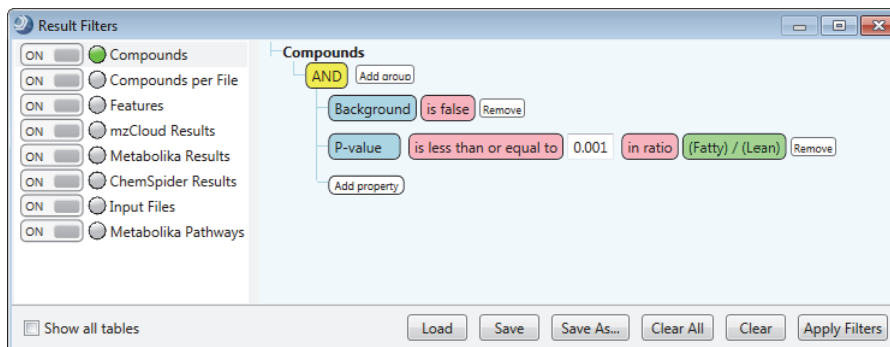 Result Filters
ON Compounds
ON Compounds per File
ON Features
ON mzCloud Results
ON Metabolika Results
ON ChemSpider Results
ON Input Files
ON Metabolika Pathways
Compounds
AND Add group
Background is false Remove
P-value is less than or equal to 0.001 in ratio (Fatty) / (Lean) Remove
Add property
Show all tables Load Save Save As... Clear All Clear Apply Filters